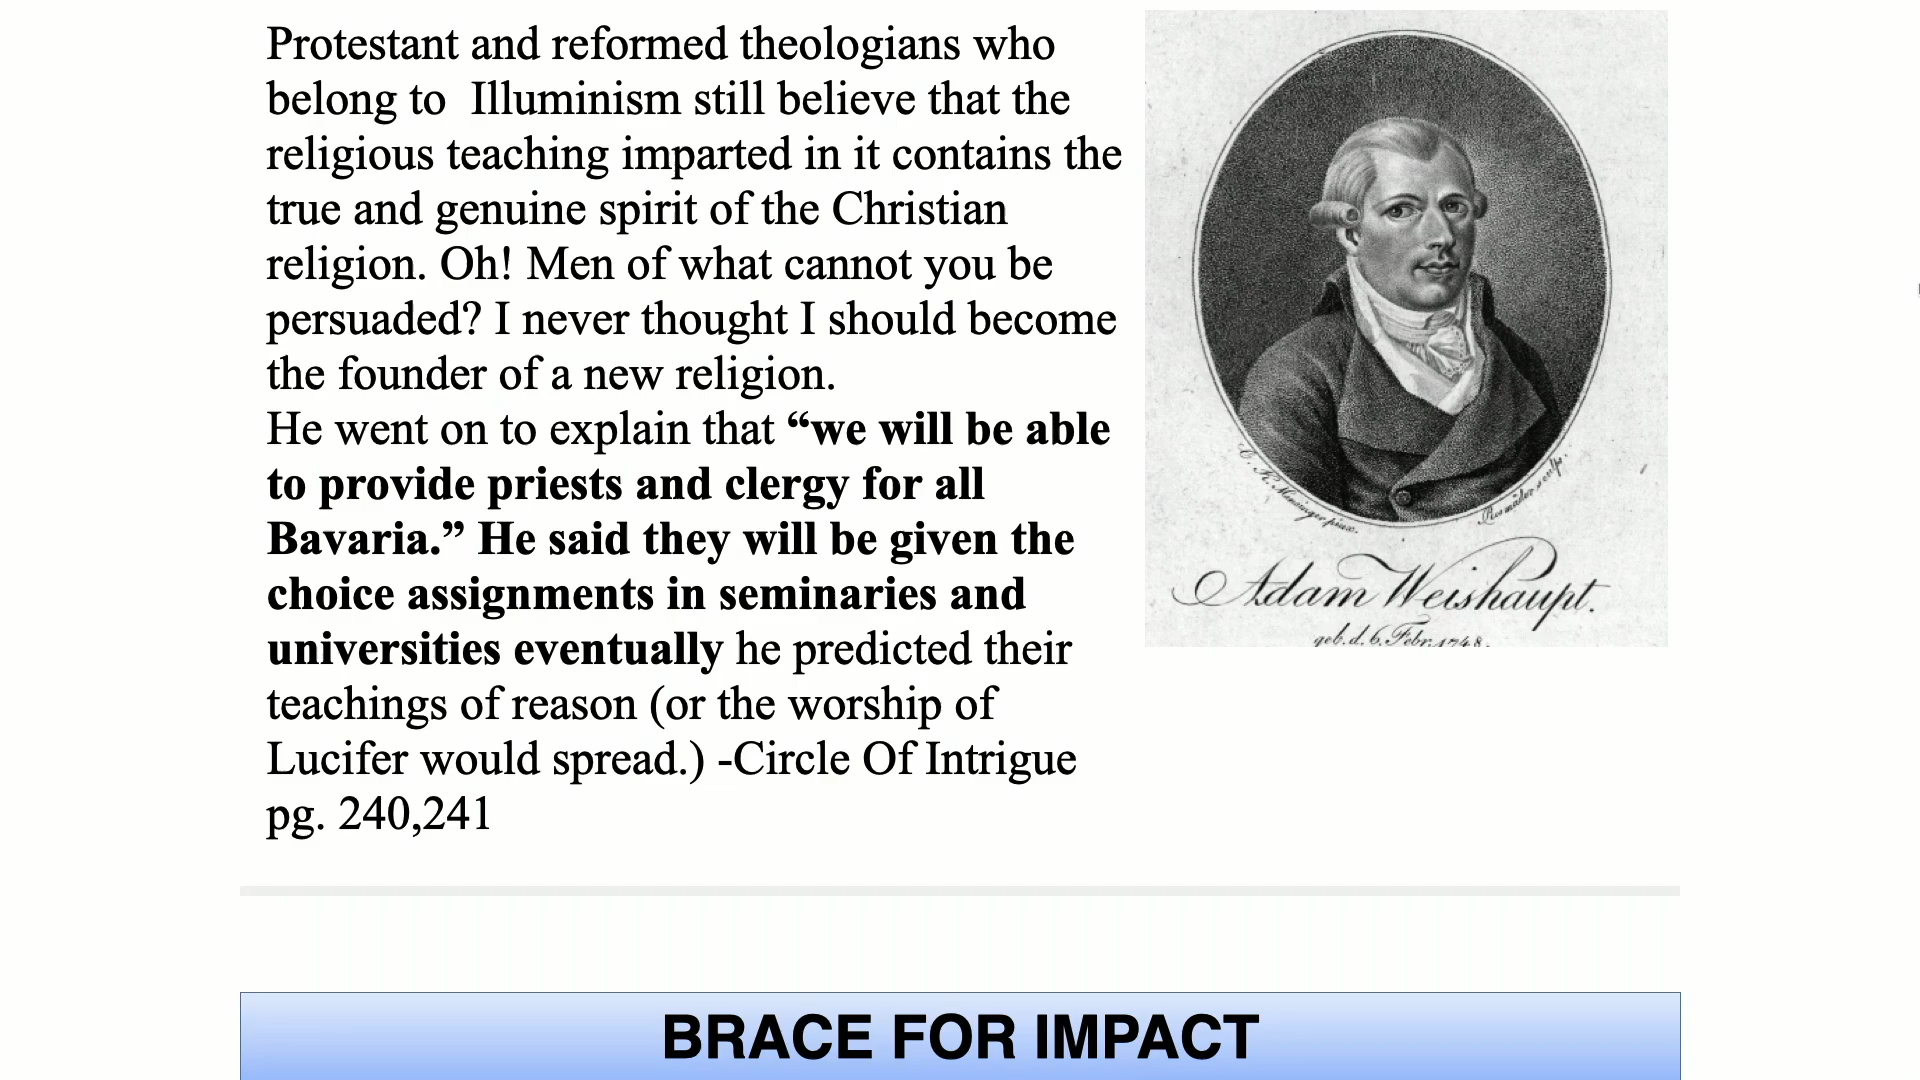 Protestant and reformed theologians who
belong to  Illuminism still believe that the
religious teaching imparted in it contains the
true and genuine spirit of the Christian
religion. Oh! Men of what cannot you be
persuaded? I never thought I should become
the founder of a new religion.
He went on to explain that “we will be able
to provide priests and clergy for all
Bavaria.” He said they will be given the
choice assignments in seminaries and
universities eventually he predicted their
teachings of reason (or the worship of
Lucifer would spread.) -Circle Of Intrigue
pg. 240,241
Adam Weishaupt.
geb. d. 6. Febr. 1748.
BRACE FOR IMPACT